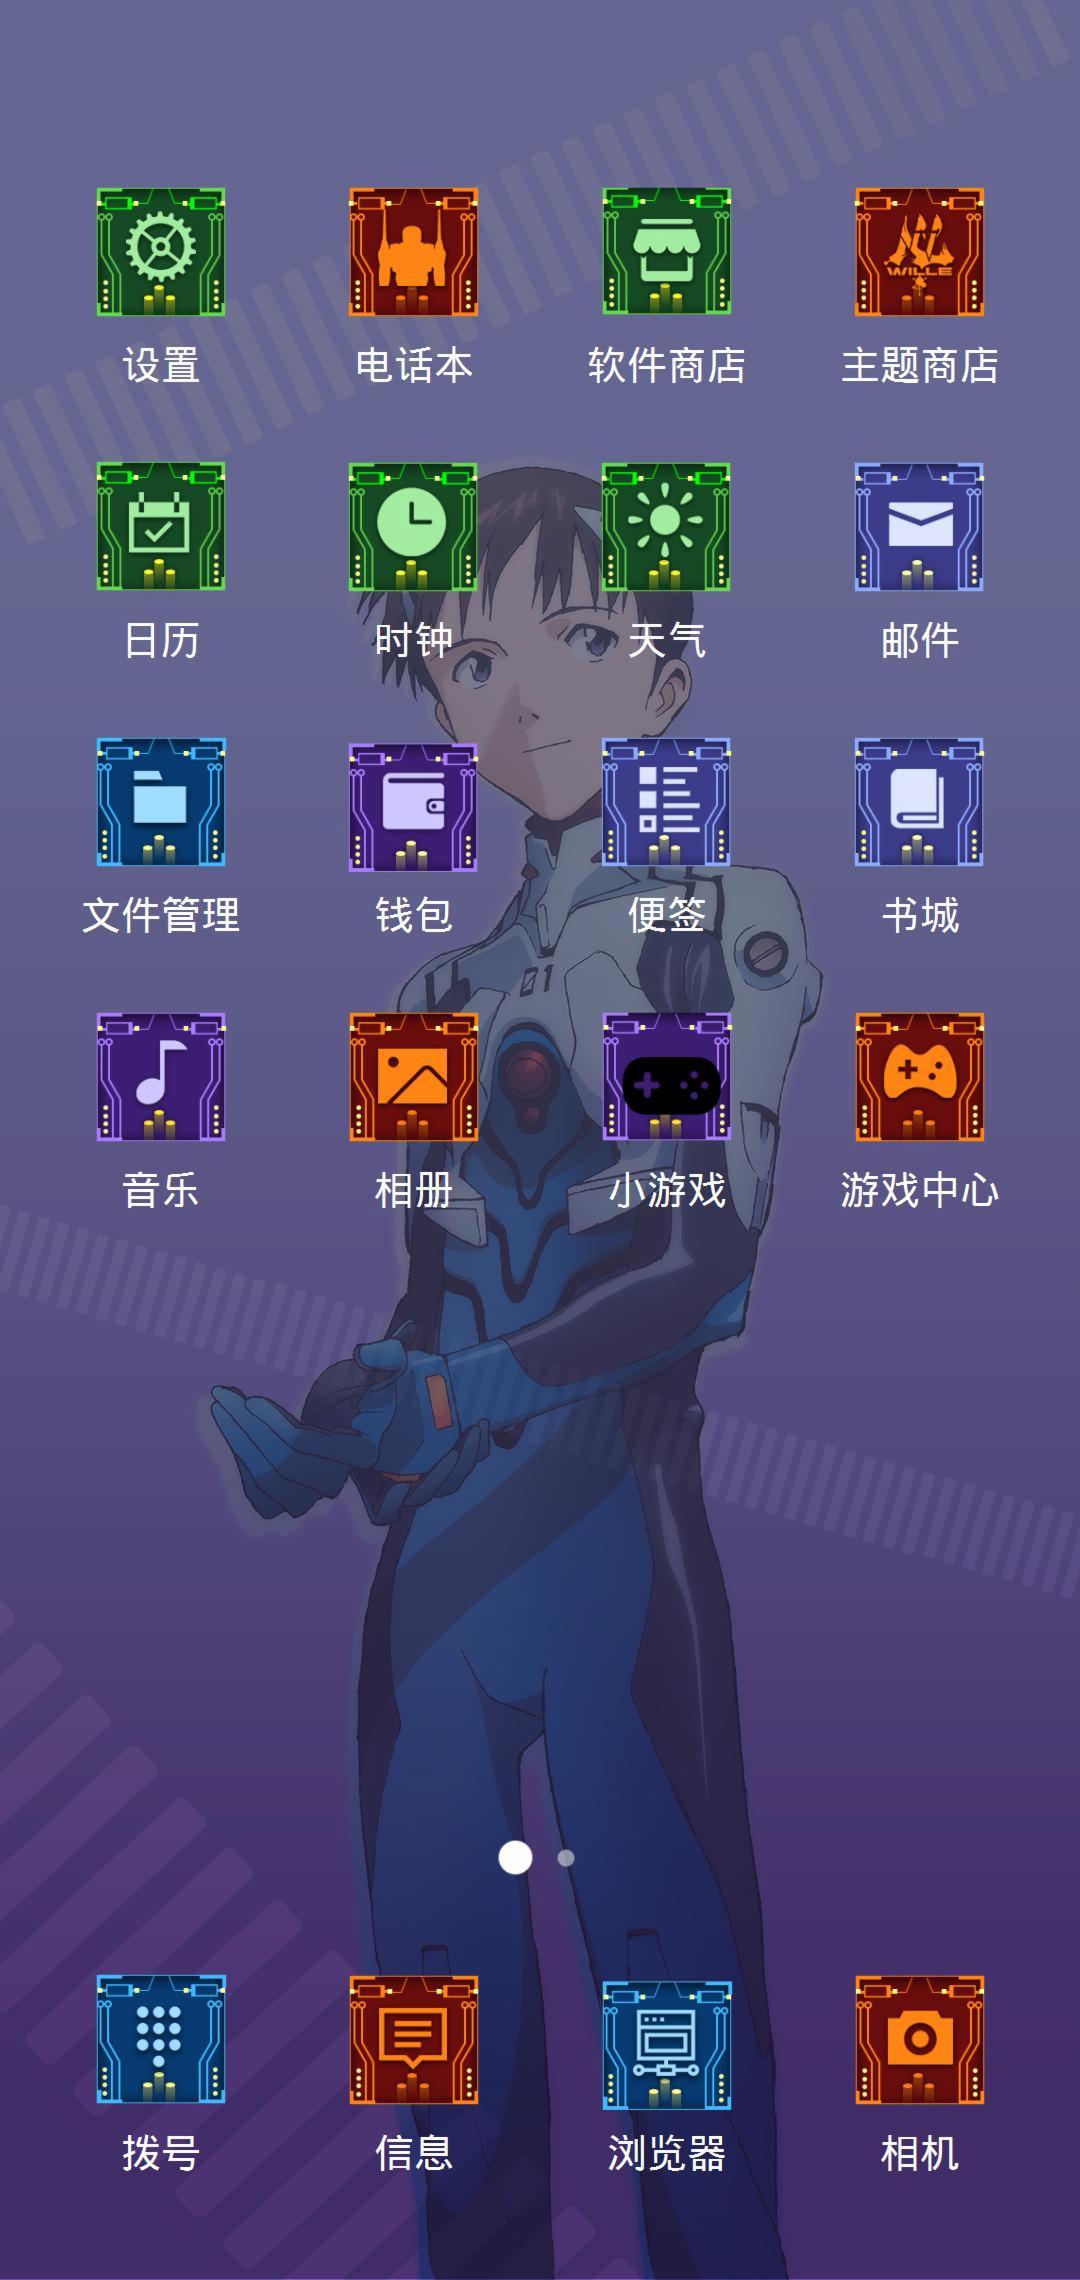 设置
电话本
软件商店
主题商店
WILLE
日历
时钟
天气
邮件
文件管理
钱包
便签
书城
01
音乐
相册
小游戏
游戏中心
拨号
信息
浏览器
相机